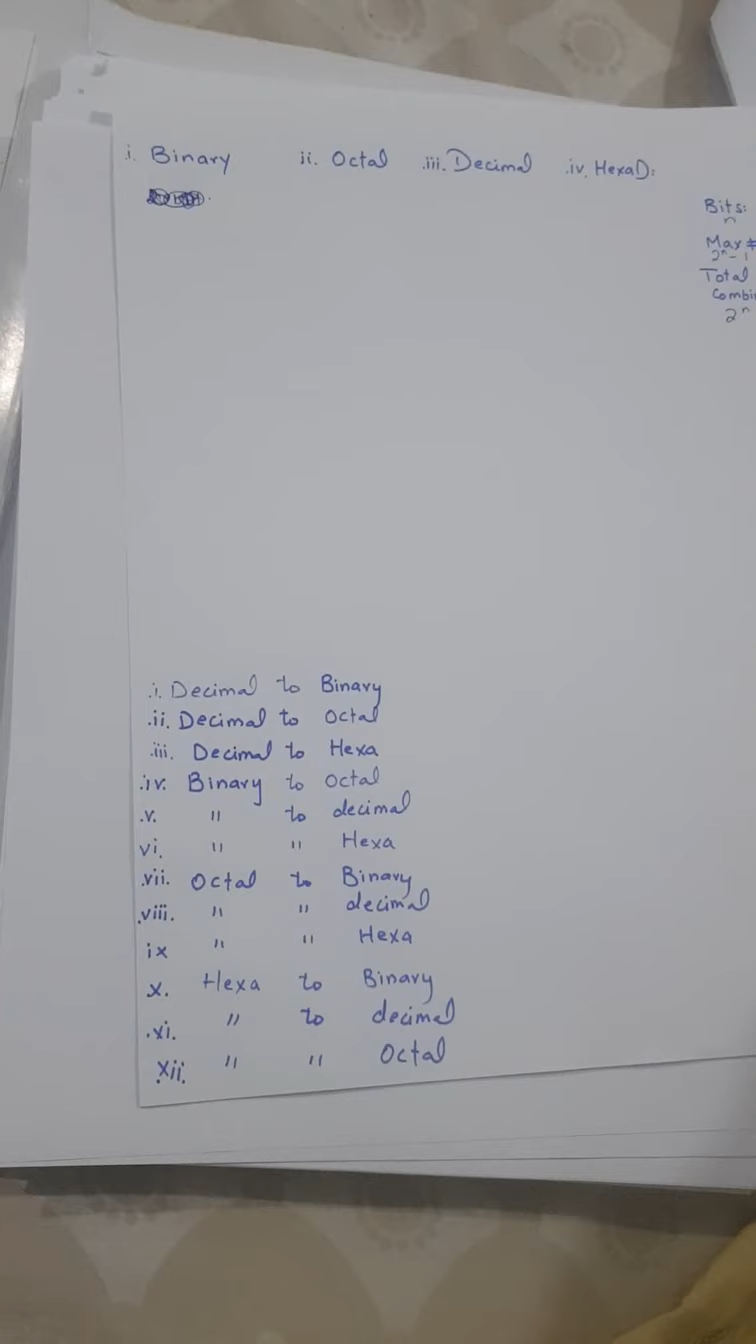 i. Binary ii. Octal iii. Decimal iv. HexaD:
Bits:
n
Max #
2ⁿ-1
Total
Combi
2ⁿ
i. Decimal to Binary
ii. Decimal to Octal
iii. Decimal to Hexa
iv. Binary to Octal
v. " to decimal
vi. " " Hexa
vii. Octal to Binary
viii. " " decimal
ix " " Hexa
x. Hexa to Binary
xi. " to decimal
xii. " " Octal